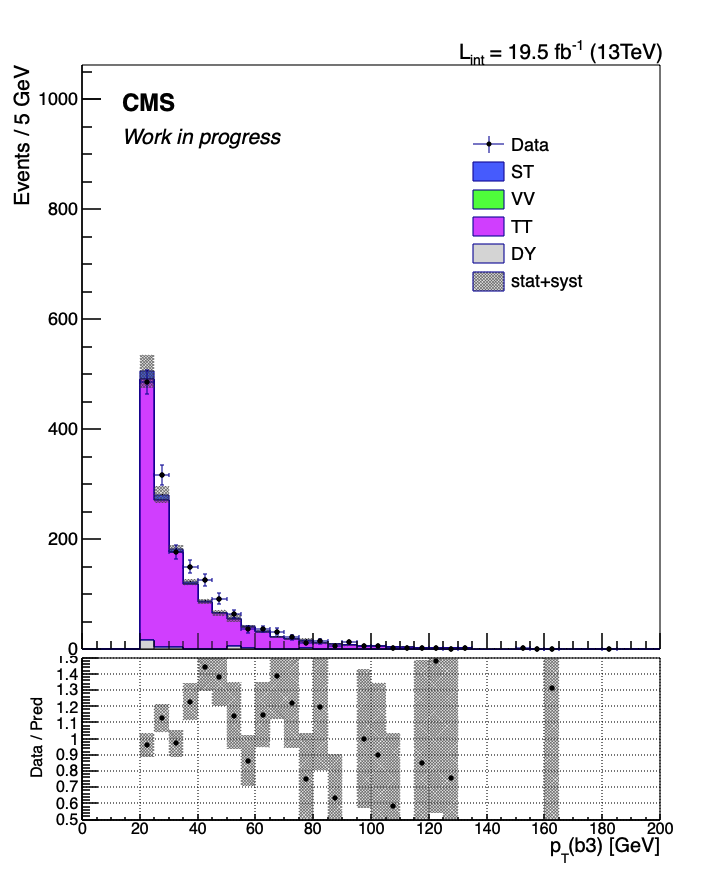 L_int = 19.5 fb⁻¹ (13TeV)
Events / 5 GeV
1000
800
600
400
200
0
CMS
Work in progress
Data
ST
VV
TT
DY
stat+syst
Data / Pred
1.5
1.4
1.3
1.2
1.1
1
0.9
0.8
0.7
0.6
0.5
0 20 40 60 80 100 120 140 160 180 200
p_T(b3) [GeV]